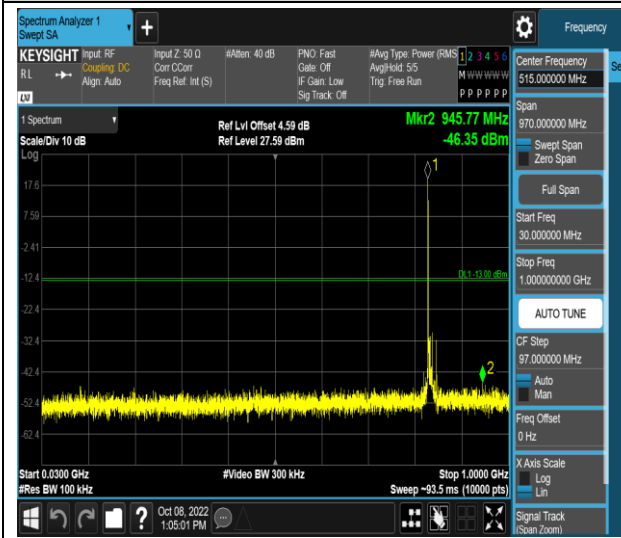 Spectrum Analyzer 1
Swept SA
+
Frequency
KEYSIGHT
RL
Input: RF
Coupling: DC
Align: Auto
Input Z: 50 Ω
Corr CCorr
Freq Ref: Int (S)
#Atten: 40 dB
PNO: Fast
Gate: Off
IF Gain: Low
Sig Track: Off
#Avg Type: Power (RMS
Avg|Hold: 5/5
Trig: Free Run
1 2 3 4 5 6
M W W W W W
P P P P P P
1 Spectrum
Scale/Div 10 dB
Log
Ref Lvl Offset 4.59 dB
Ref Level 27.59 dBm
Mkr2 945.77 MHz
-46.35 dBm
1
17.6
7.59
-2.41
-12.4
DL1 -13.00 dBm
-22.4
-32.4
-42.4
2
-52.4
-62.4
Start 0.0300 GHz
#Res BW 100 kHz
#Video BW 300 kHz
Stop 1.0000 GHz
Sweep ~93.5 ms (10000 pts)
?
Oct 08, 2022
1:05:01 PM
Center Frequency
515.000000 MHz
Se
Span
970.000000 MHz
Swept Span
Zero Span
Full Span
Start Freq
30.000000 MHz
Stop Freq
1.00000000 GHz
AUTO TUNE
CF Step
97.000000 MHz
Auto
Man
Freq Offset
0 Hz
X Axis Scale
Log
Lin
Signal Track
(Span Zoom)